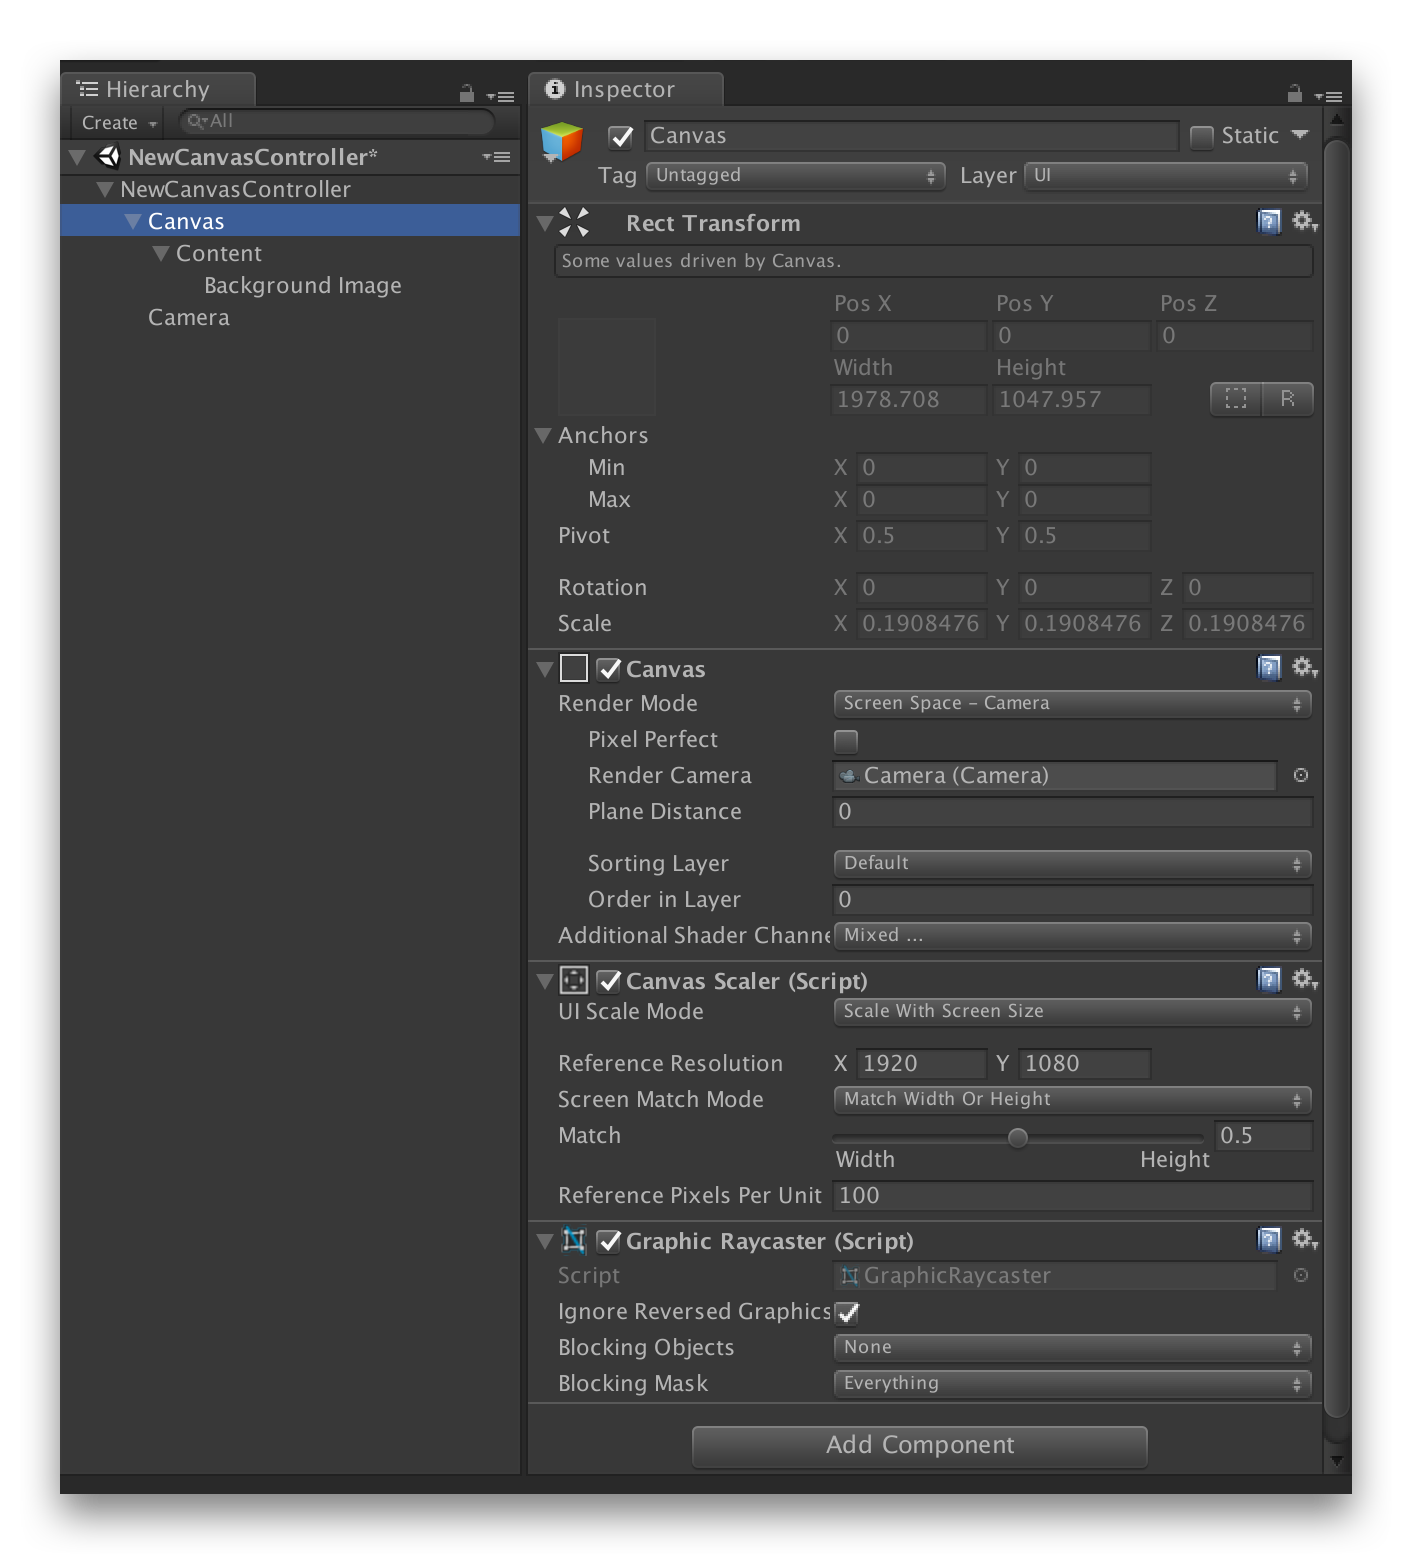 Hierarchy
Create All
NewCanvasController*
NewCanvasController
Canvas
Content
Background Image
Camera
Inspector
Canvas Static
Tag Untagged Layer UI
Rect Transform
Some values driven by Canvas.
Pos X Pos Y Pos Z
0 0 0
Width Height
1978.708 1047.957 R
Anchors
Min X 0 Y 0
Max X 0 Y 0
Pivot X 0.5 Y 0.5
Rotation X 0 Y 0 Z 0
Scale X 0.1908476 Y 0.1908476 Z 0.1908476
Canvas
Render Mode Screen Space - Camera
Pixel Perfect
Render Camera Camera (Camera)
Plane Distance 0
Sorting Layer Default
Order in Layer 0
Additional Shader Channe Mixed ...
Canvas Scaler (Script)
UI Scale Mode Scale With Screen Size
Reference Resolution X 1920 Y 1080
Screen Match Mode Match Width Or Height
Match 0.5
Width Height
Reference Pixels Per Unit 100
Graphic Raycaster (Script)
Script GraphicRaycaster
Ignore Reversed Graphics
Blocking Objects None
Blocking Mask Everything
Add Component